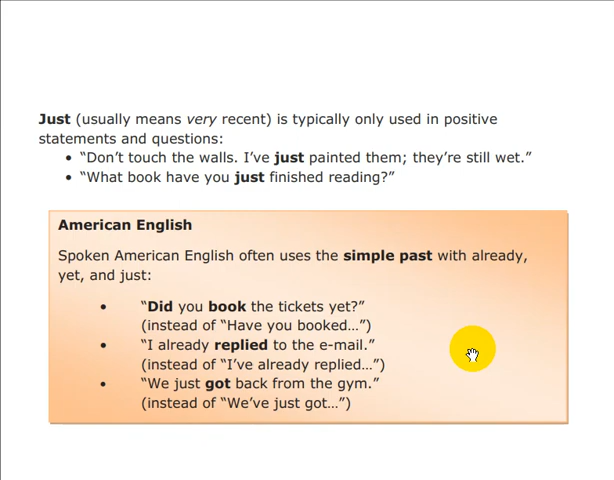 Just (usually means very recent) is typically only used in positive
statements and questions:
• “Don’t touch the walls. I’ve just painted them; they’re still wet.”
• “What book have you just finished reading?”
American English
Spoken American English often uses the simple past with already,
yet, and just:
• “Did you book the tickets yet?”
(instead of “Have you booked…”)
• “I already replied to the e-mail.”
(instead of “I’ve already replied…”)
• “We just got back from the gym.”
(instead of “We’ve just got…”)